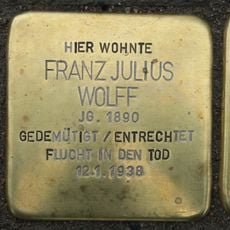 HIER WOHNTE
FRANZ JULIUS
WOLFF
JG. 1890
GEDEMÜTIGT / ENTRECHTET
FLUCHT IN DEN TOD
12.1.1938